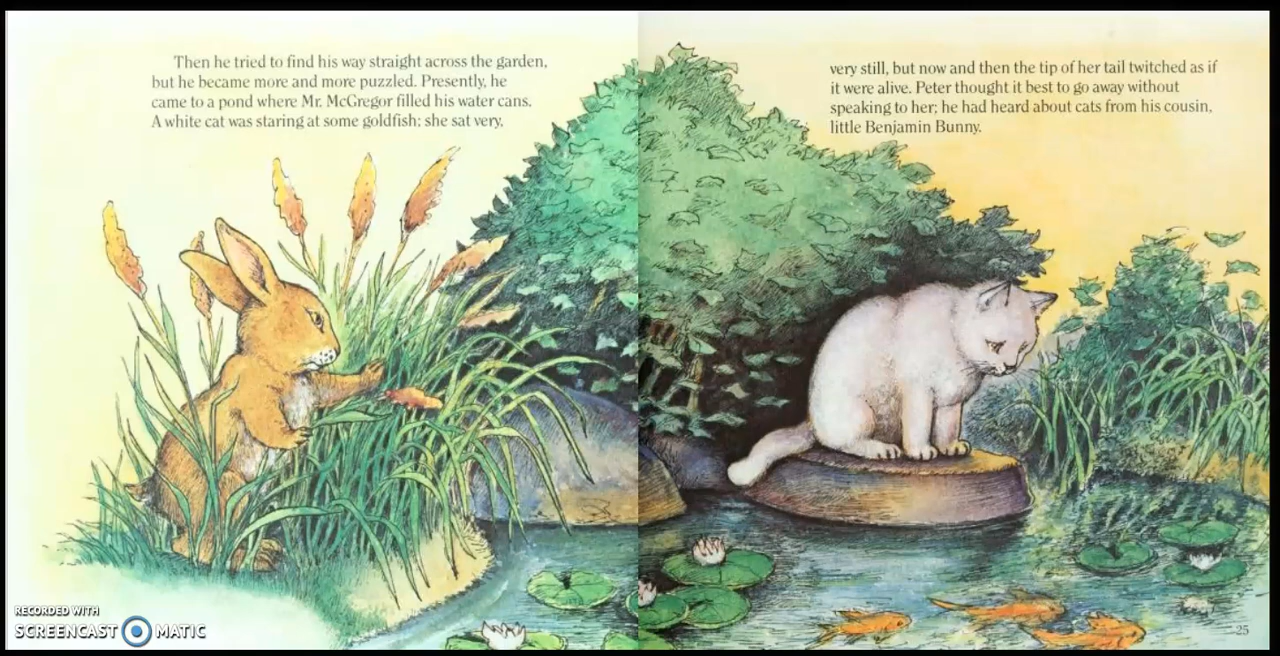 Then he tried to find his way straight across the garden,
but he became more and more puzzled. Presently, he
came to a pond where Mr. McGregor filled his water cans.
A white cat was staring at some goldfish; she sat very,
very still, but now and then the tip of her tail twitched as if
it were alive. Peter thought it best to go away without
speaking to her; he had heard about cats from his cousin,
little Benjamin Bunny.
RECORDED WITH
SCREENCAST MATIC
25